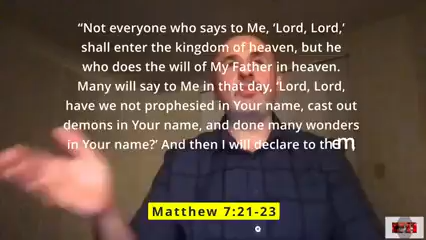 “Not everyone who says to Me, ‘Lord, Lord,’
shall enter the kingdom of heaven, but he
who does the will of My Father in heaven.
Many will say to Me in that day, ‘Lord, Lord,
have we not prophesied in Your name, cast out
demons in Your name, and done many wonders
in Your name?’ And then I will declare to them,
Matthew 7:21-23